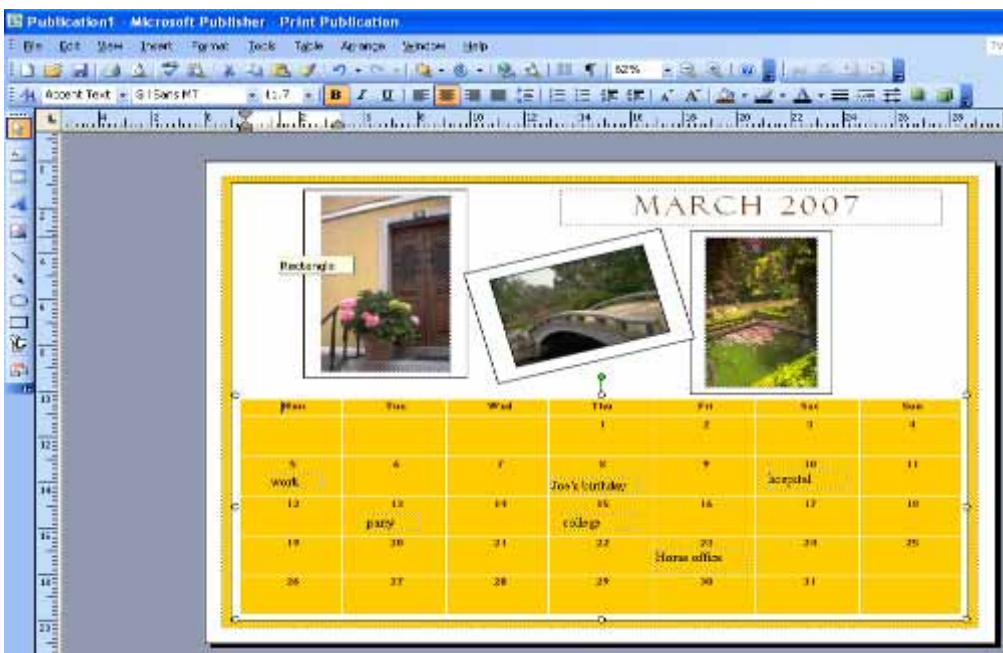 Publication1 - Microsoft Publisher - Print Publication
File Edit View Insert Format Tools Table Arrange Window Help
62%
Accent Text Gill Sans MT 11.7 B I U
MARCH 2007
Rectangle
Mon Tue Wed Thu Fri Sat Sun
1 2 3 4
5 6 7 8 9 10 11
work Joe's birthday hospital
12 13 14 15 16 17 18
party college
19 20 21 22 23 24 25
Home office
26 27 28 29 30 31